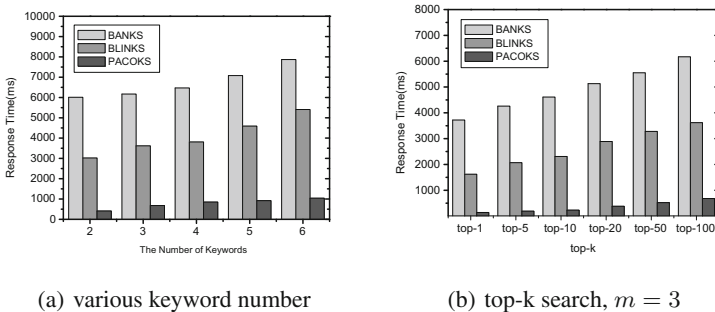 10000
9000
8000
7000
6000
5000
4000
3000
2000
1000
0
Response Time(ms)
BANKS
BLINKS
PACOKS
2 3 4 5 6
The Number of Keywords
(a) various keyword number
8000
7000
6000
5000
4000
3000
2000
1000
Response Time(ms)
BANKS
BLINKS
PACOKS
top-1 top-5 top-10 top-20 top-50 top-100
top-k
(b) top-k search, m = 3